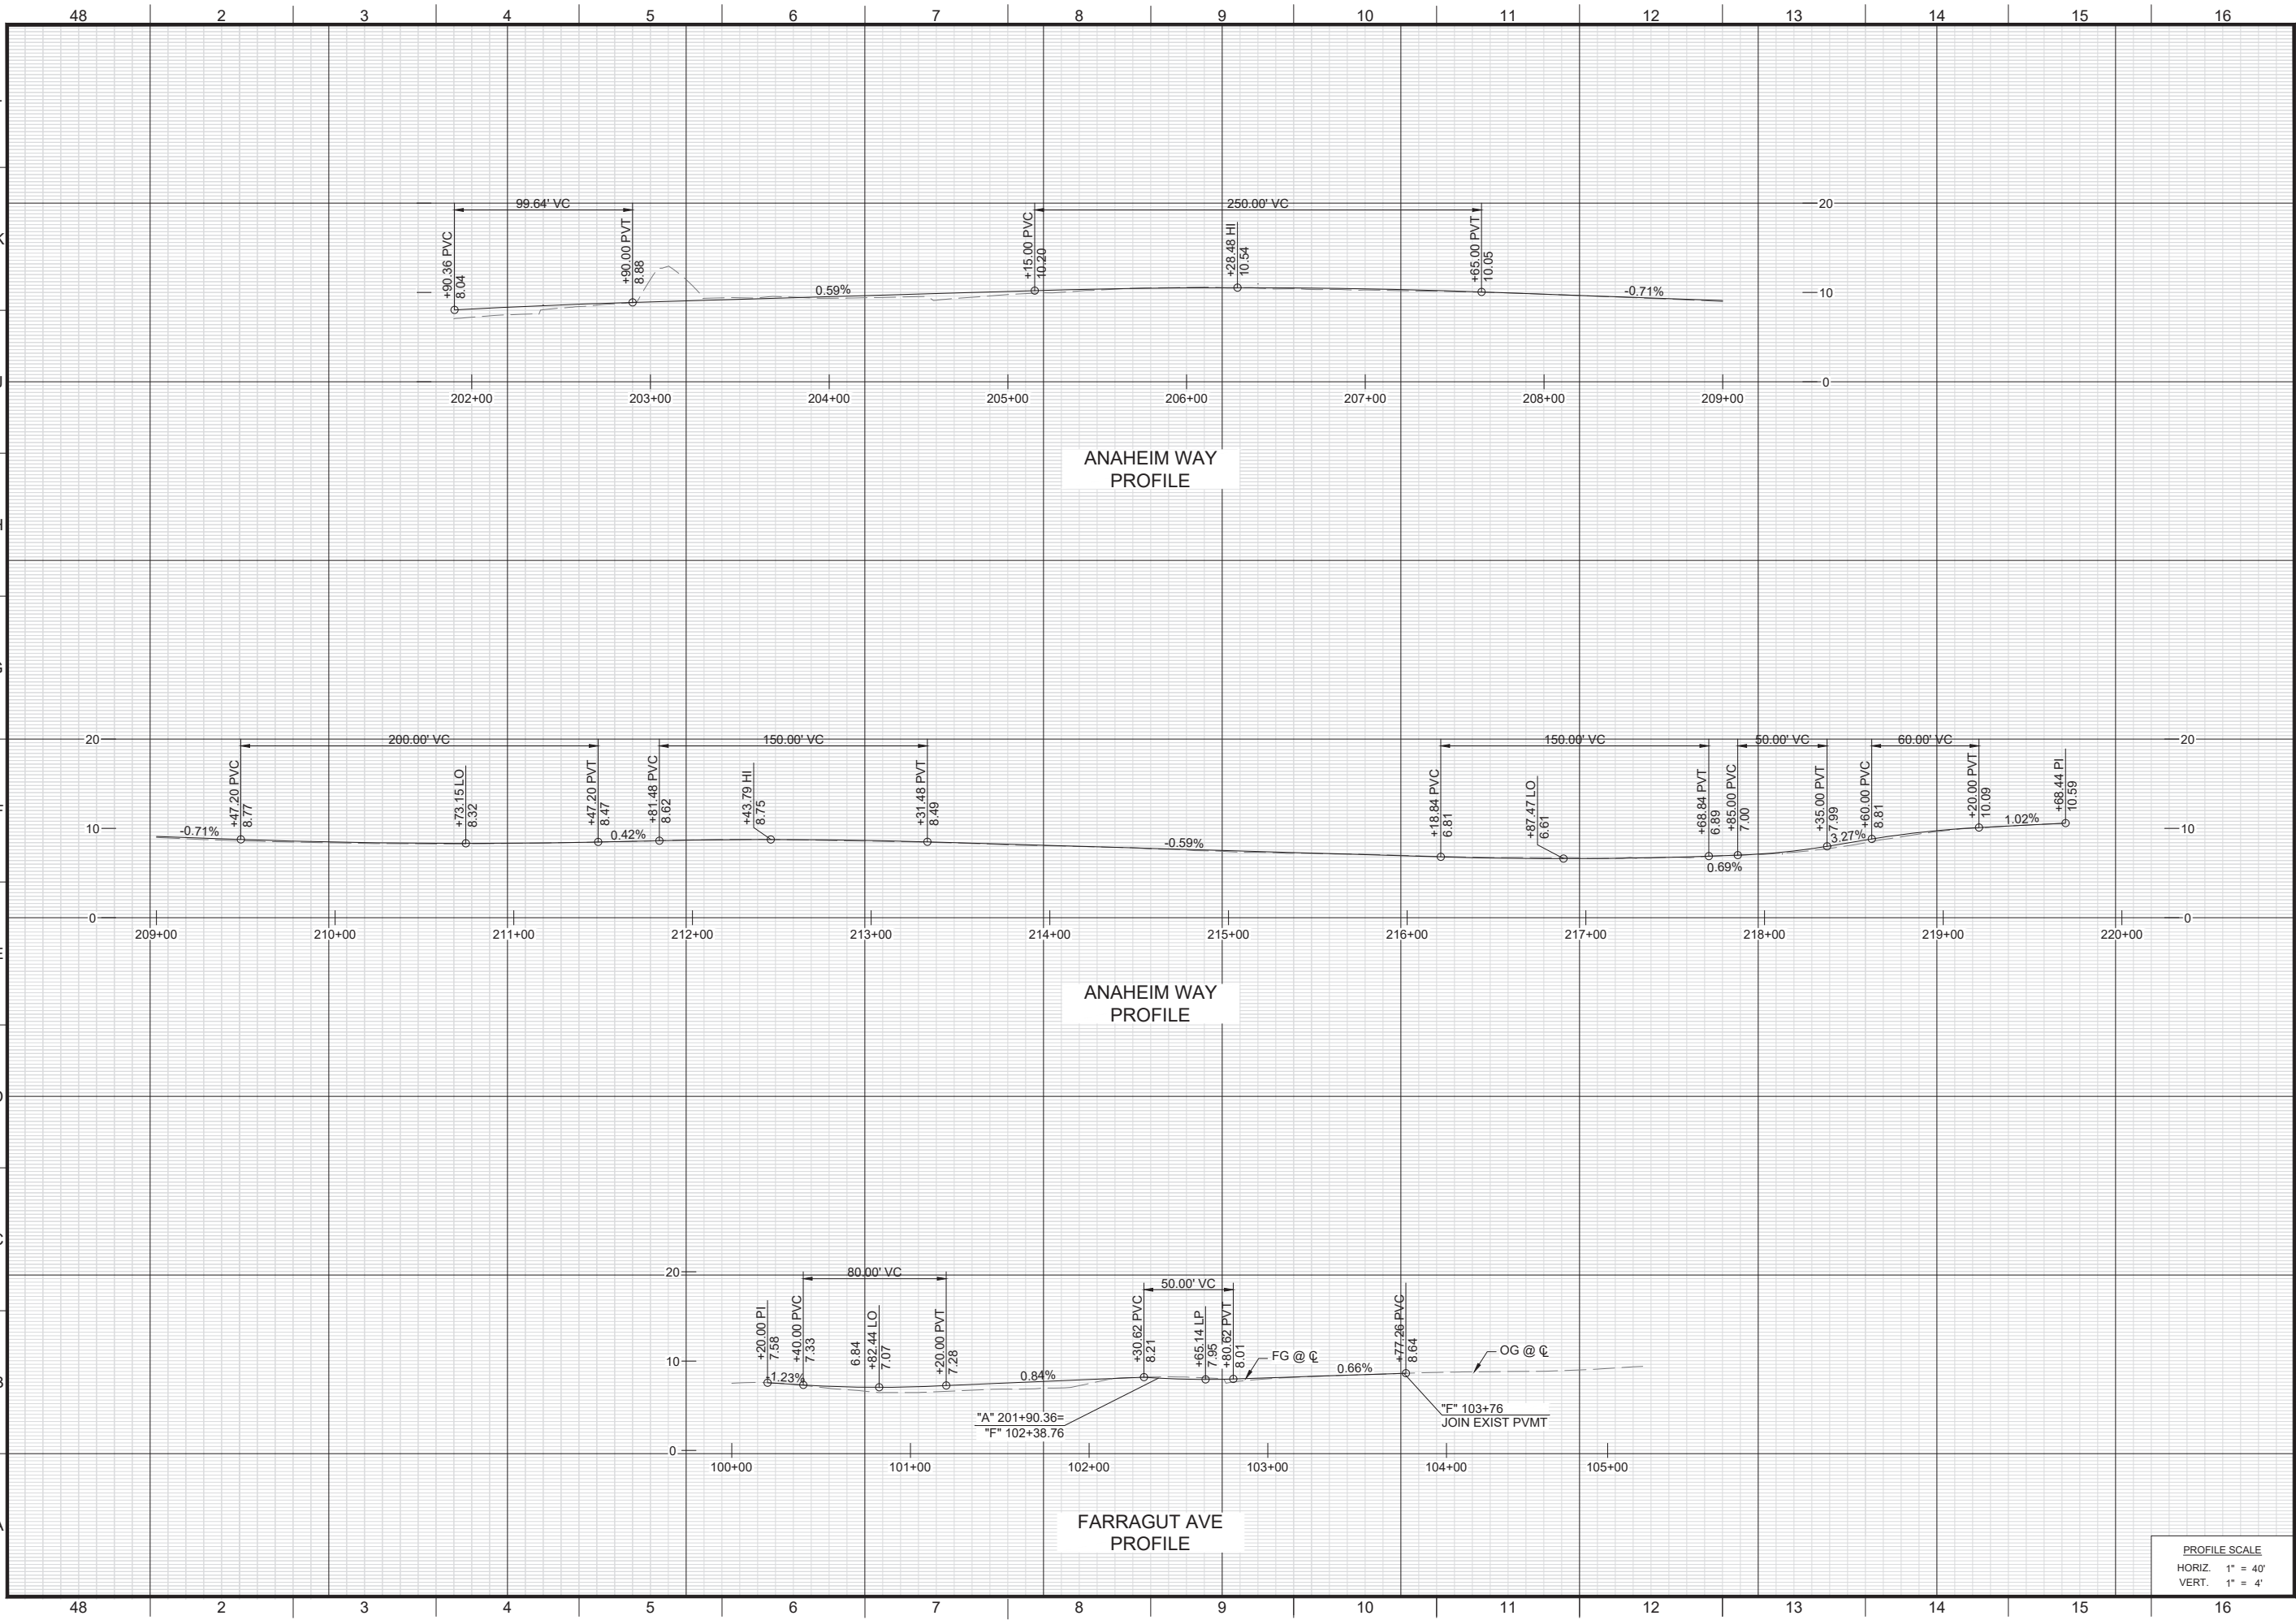 48 2 3 4 5 6 7 8 9 10 11 12 13 14 15 16
K
J
H
G
F
E
D
C
B
A
99.64' VC
250.00' VC
20
10
0
+90.36 PVC
8.04
+90.00 PVT
8.88
0.59%
+15.00 PVC
10.20
+28.48 HI
10.54
+65.00 PVT
10.05
-0.71%
202+00 203+00 204+00 205+00 206+00 207+00 208+00 209+00
ANAHEIM WAY
PROFILE
20
10
0
200.00' VC
150.00' VC
150.00' VC
50.00' VC
60.00' VC
20
10
0
-0.71%
+47.20 PVC
8.77
+73.15 LO
8.32
+47.20 PVT
8.47
0.42%
+81.48 PVC
8.62
+43.79 HI
8.75
+31.48 PVT
8.49
-0.59%
+18.84 PVC
6.81
+87.47 LO
6.61
+68.84 PVT
6.89
0.69%
+85.00 PVC
7.00
+35.00 PVT
7.99
3.27%
+60.00 PVC
8.81
+20.00 PVT
10.09
1.02%
+68.44 PI
10.59
209+00 210+00 211+00 212+00 213+00 214+00 215+00 216+00 217+00 218+00 219+00 220+00
ANAHEIM WAY
PROFILE
20
10
0
80.00' VC
50.00' VC
+20.00 PI
7.58
-1.23%
+40.00 PVC
7.33
6.84
+82.44 LO
7.07
+20.00 PVT
7.28
0.84%
+30.62 PVC
8.21
+65.14 LP
7.95
+80.62 PVT
8.01
FG @ ℄
0.66%
+77.26 PVC
8.64
OG @ ℄
"A" 201+90.36=
"F" 102+38.76
"F" 103+76
JOIN EXIST PVMT
100+00 101+00 102+00 103+00 104+00 105+00
FARRAGUT AVE
PROFILE
PROFILE SCALE
HORIZ. 1" = 40'
VERT. 1" = 4'
48 2 3 4 5 6 7 8 9 10 11 12 13 14 15 16